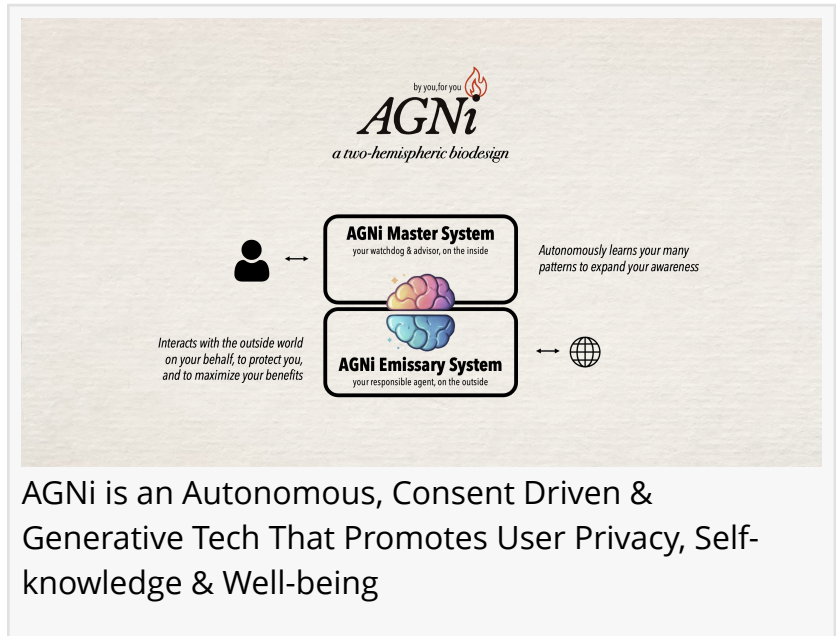 by you,for you
AGNi
a two-hemispheric biodesign
AGNi Master System
your watchdog & advisor, on the inside
Autonomously learns your many
patterns to expand your awareness
Interacts with the outside world
on your behalf, to protect you,
and to maximize your benefits
AGNi Emissary System
your responsible agent, on the outside
AGNi is an Autonomous, Consent Driven &
Generative Tech That Promotes User Privacy, Self-
knowledge & Well-being